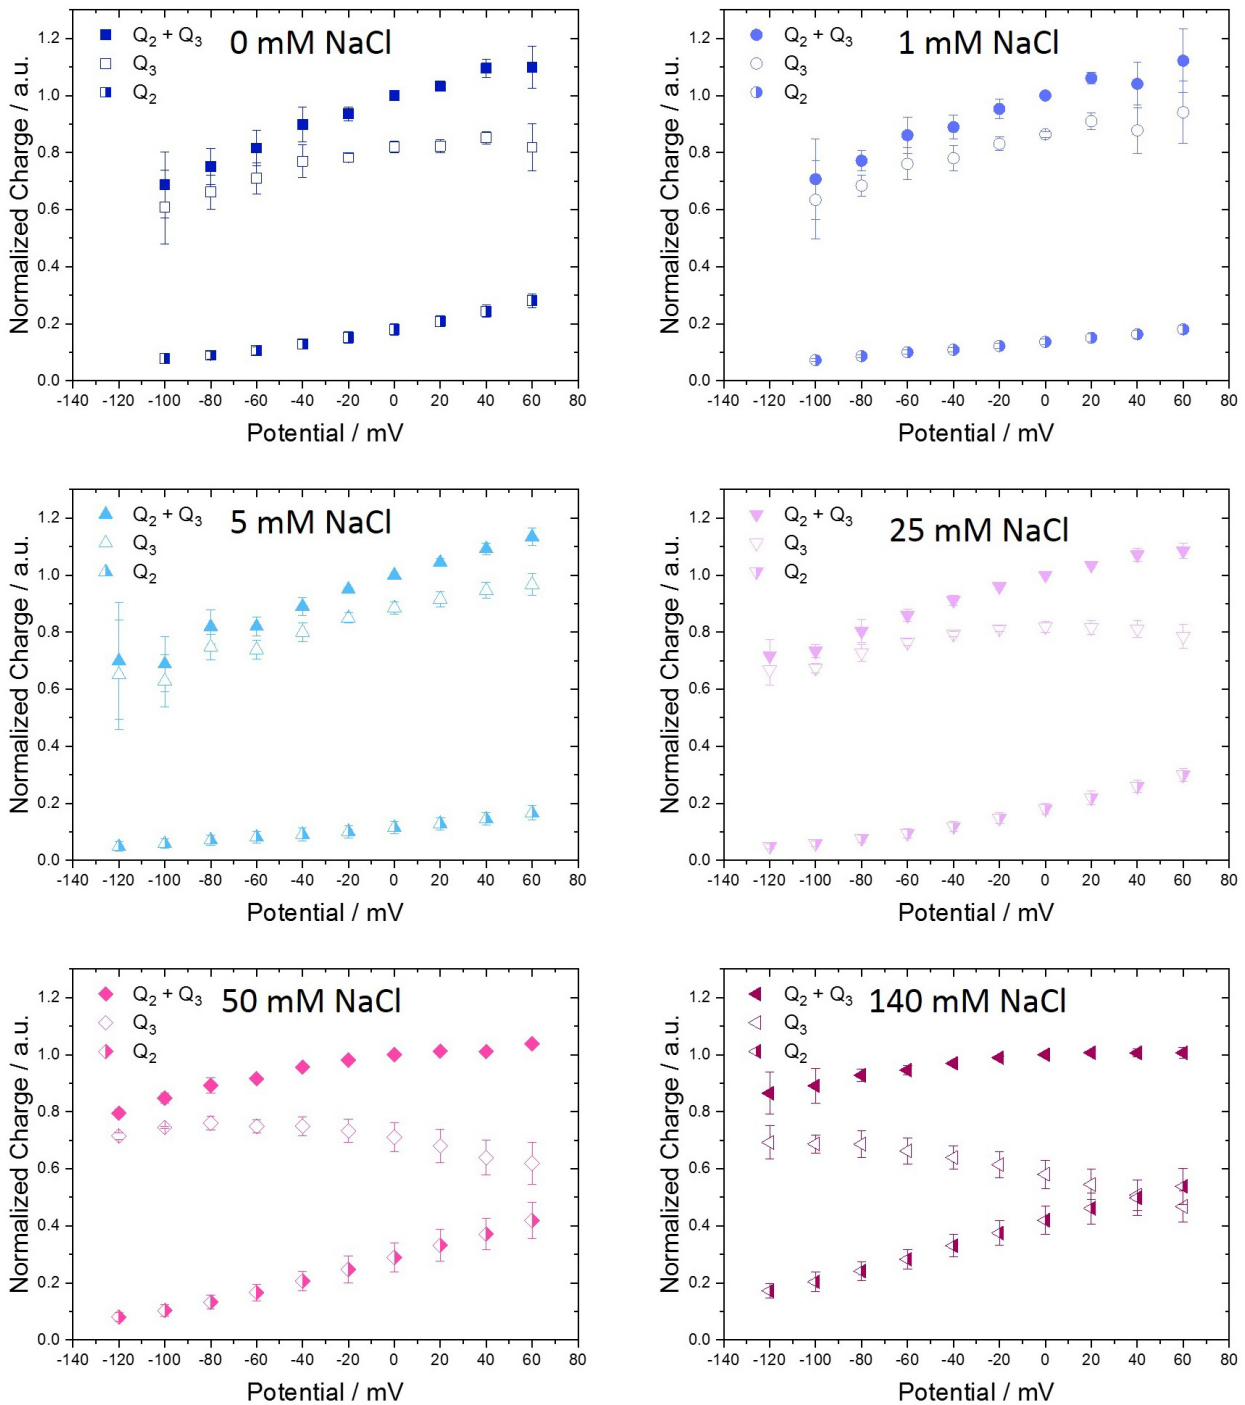 0 mM NaCl
Q2 + Q3
Q3
Q2
Normalized Charge / a.u.
1.2
1.0
0.8
0.6
0.4
0.2
0.0
-140 -120 -100 -80 -60 -40 -20 0 20 40 60 80
Potential / mV
1 mM NaCl
Q2 + Q3
Q3
Q2
Normalized Charge / a.u.
1.2
1.0
0.8
0.6
0.4
0.2
0.0
-140 -120 -100 -80 -60 -40 -20 0 20 40 60 80
Potential / mV
5 mM NaCl
Q2 + Q3
Q3
Q2
Normalized Charge / a.u.
1.2
1.0
0.8
0.6
0.4
0.2
0.0
-140 -120 -100 -80 -60 -40 -20 0 20 40 60 80
Potential / mV
25 mM NaCl
Q2 + Q3
Q3
Q2
Normalized Charge / a.u.
1.2
1.0
0.8
0.6
0.4
0.2
0.0
-140 -120 -100 -80 -60 -40 -20 0 20 40 60 80
Potential / mV
50 mM NaCl
Q2 + Q3
Q3
Q2
Normalized Charge / a.u.
1.2
1.0
0.8
0.6
0.4
0.2
0.0
-140 -120 -100 -80 -60 -40 -20 0 20 40 60 80
Potential / mV
140 mM NaCl
Q2 + Q3
Q3
Q2
Normalized Charge / a.u.
1.2
1.0
0.8
0.6
0.4
0.2
0.0
-140 -120 -100 -80 -60 -40 -20 0 20 40 60 80
Potential / mV